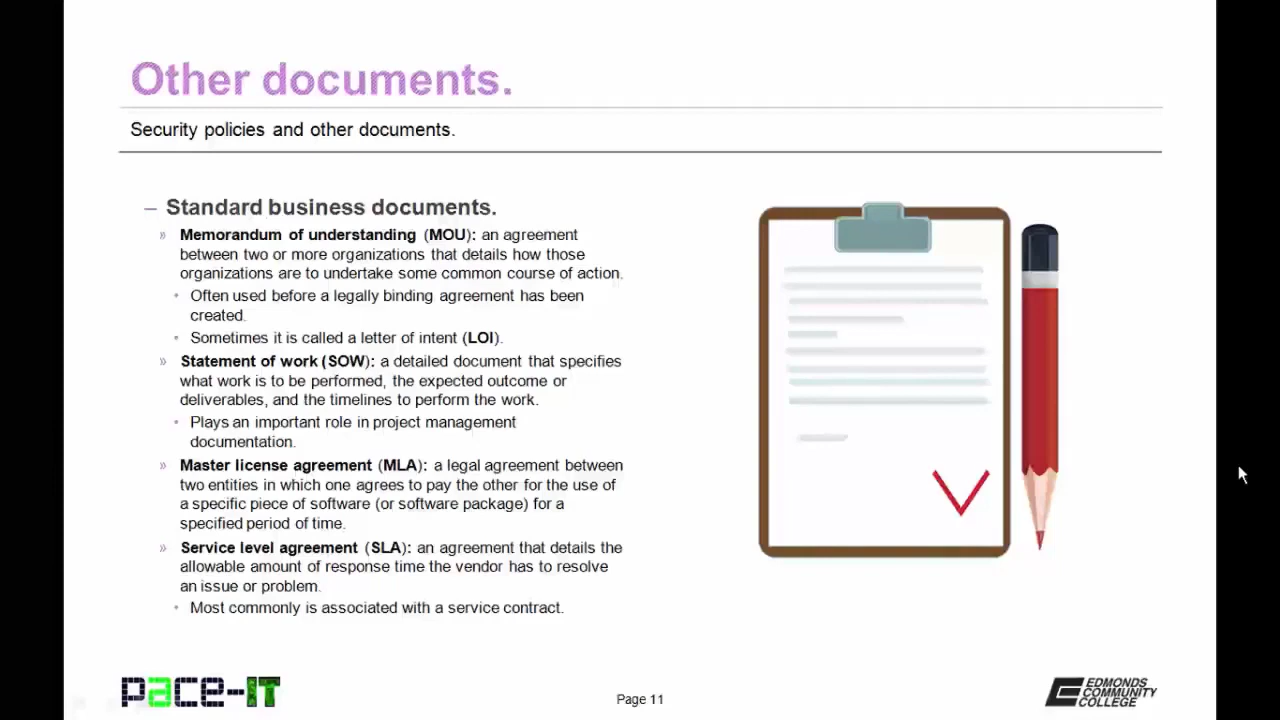 Other documents.
Security policies and other documents.
– Standard business documents.
» Memorandum of understanding (MOU): an agreement
between two or more organizations that details how those
organizations are to undertake some common course of action.
• Often used before a legally binding agreement has been
created.
• Sometimes it is called a letter of intent (LOI).
» Statement of work (SOW): a detailed document that specifies
what work is to be performed, the expected outcome or
deliverables, and the timelines to perform the work.
• Plays an important role in project management
documentation.
» Master license agreement (MLA): a legal agreement between
two entities in which one agrees to pay the other for the use of
a specific piece of software (or software package) for a
specified period of time.
» Service level agreement (SLA): an agreement that details the
allowable amount of response time the vendor has to resolve
an issue or problem.
• Most commonly is associated with a service contract.
pace-IT
Page 11
EDMONDS
COMMUNITY
COLLEGE